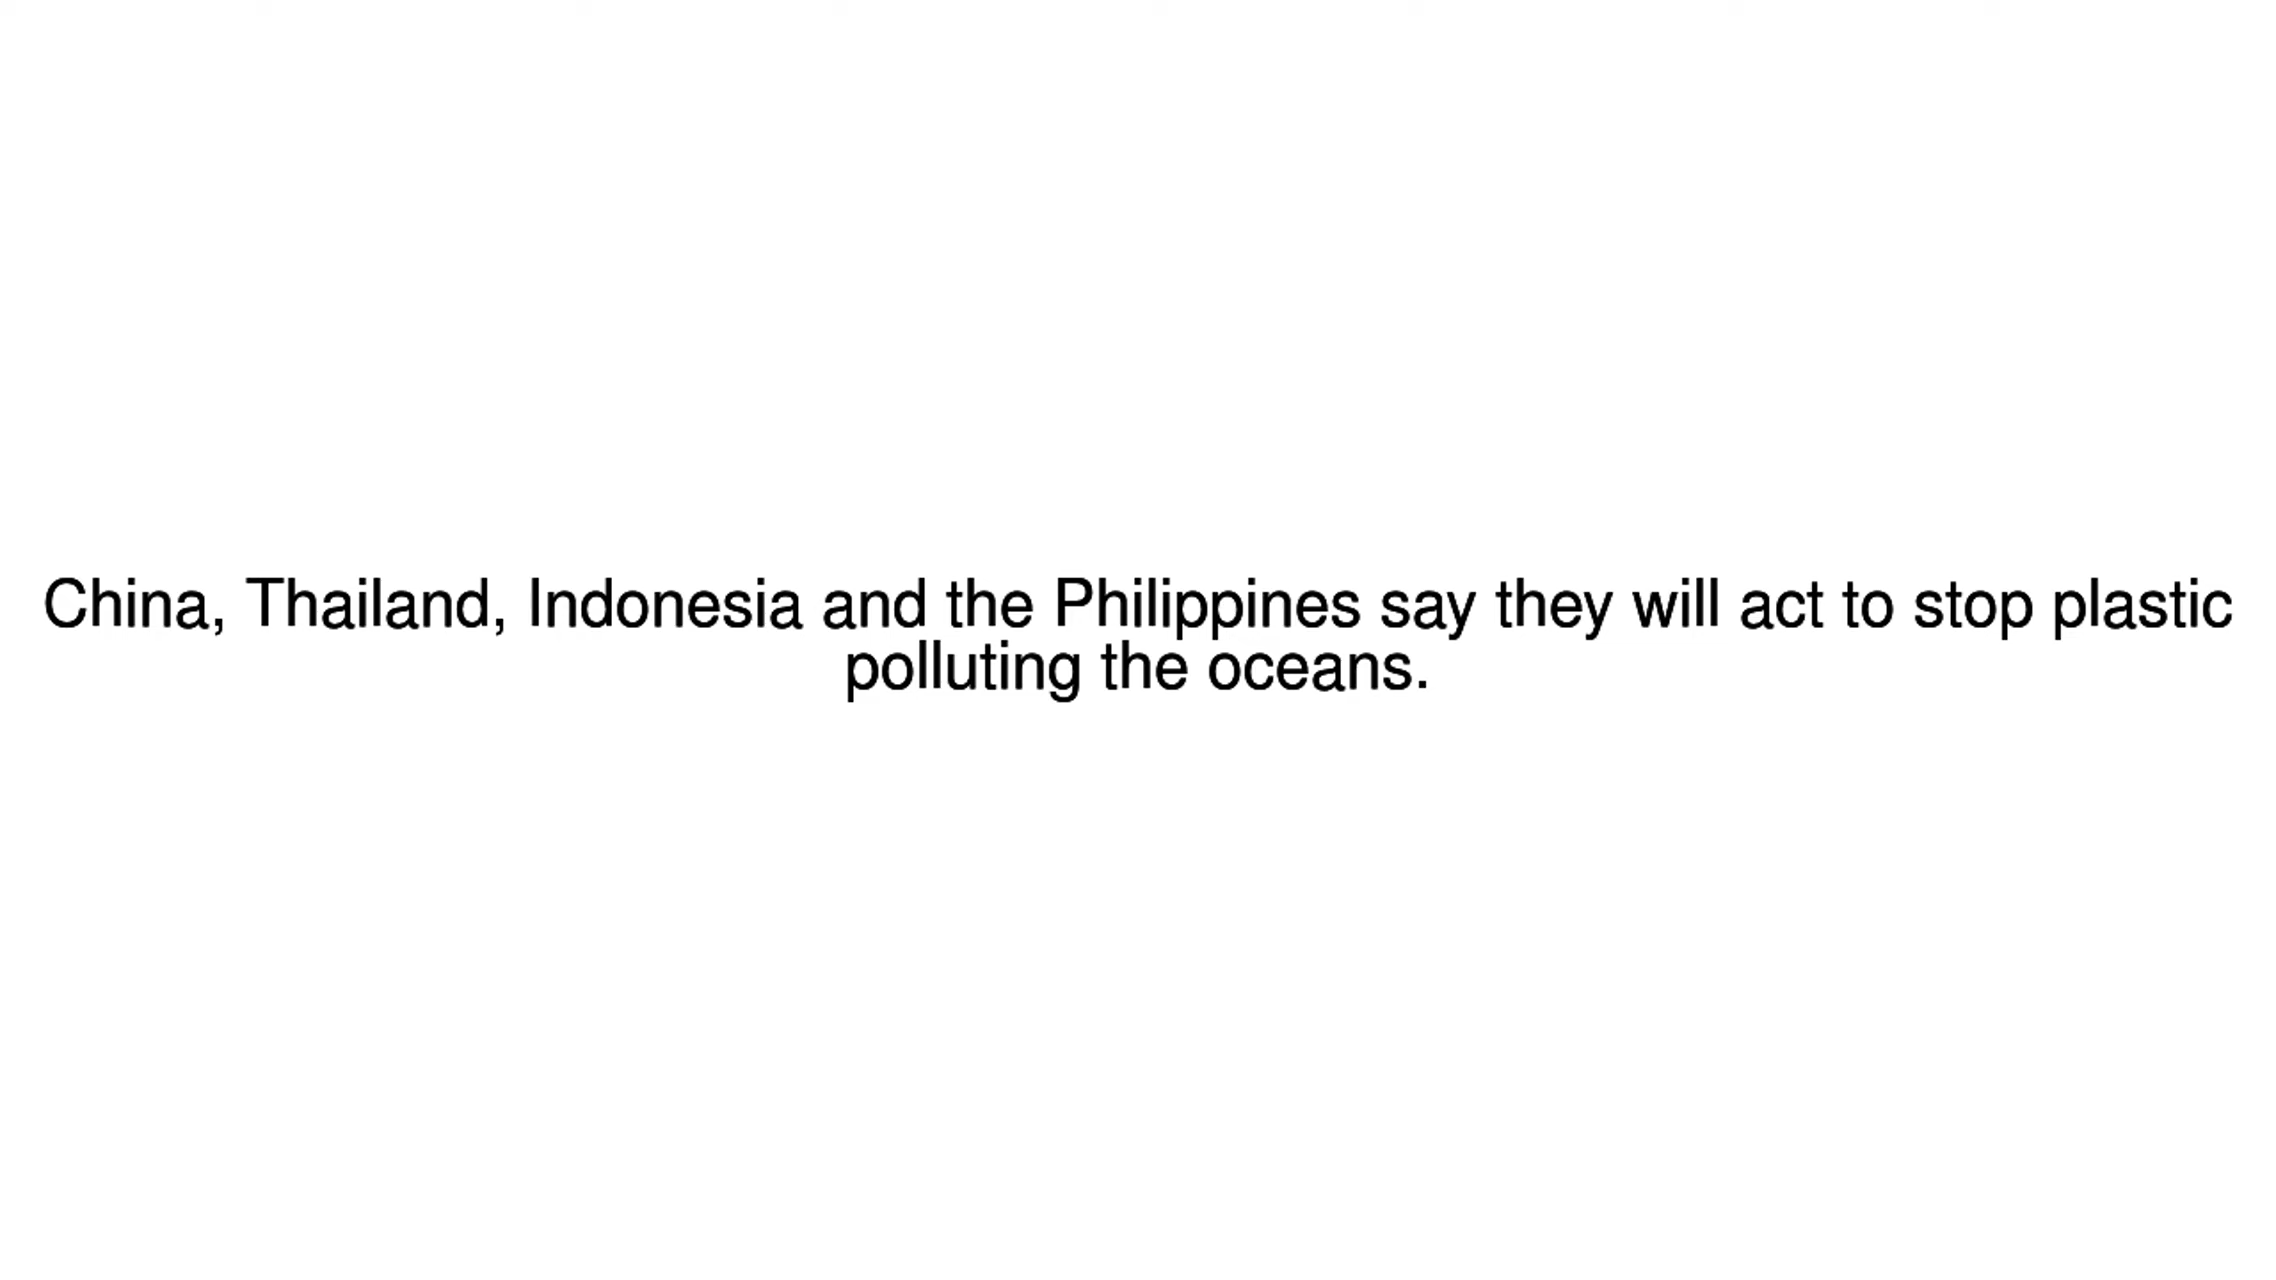 China, Thailand, Indonesia and the Philippines say they will act to stop plastic
polluting the oceans.